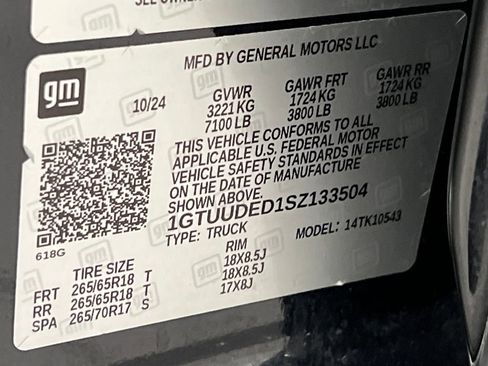 SEE OWNER
gm
MFD BY GENERAL MOTORS LLC
10/24 GVWR GAWR FRT GAWR RR
3221 KG 1724 KG 1724 KG
7100 LB 3800 LB 3800 LB
THIS VEHICLE CONFORMS TO ALL
APPLICABLE U.S. FEDERAL MOTOR
VEHICLE SAFETY STANDARDS IN EFFECT
ON THE DATE OF MANUFACTURE
1GTUUDED1SZ133504
TYPE: TRUCK MODEL: 14TK10543
618G
TIRE SIZE RIM
FRT 265/65R18 T 18X8.5J
RR 265/65R18 T 18X8.5J
SPA 265/70R17 S 17X8J